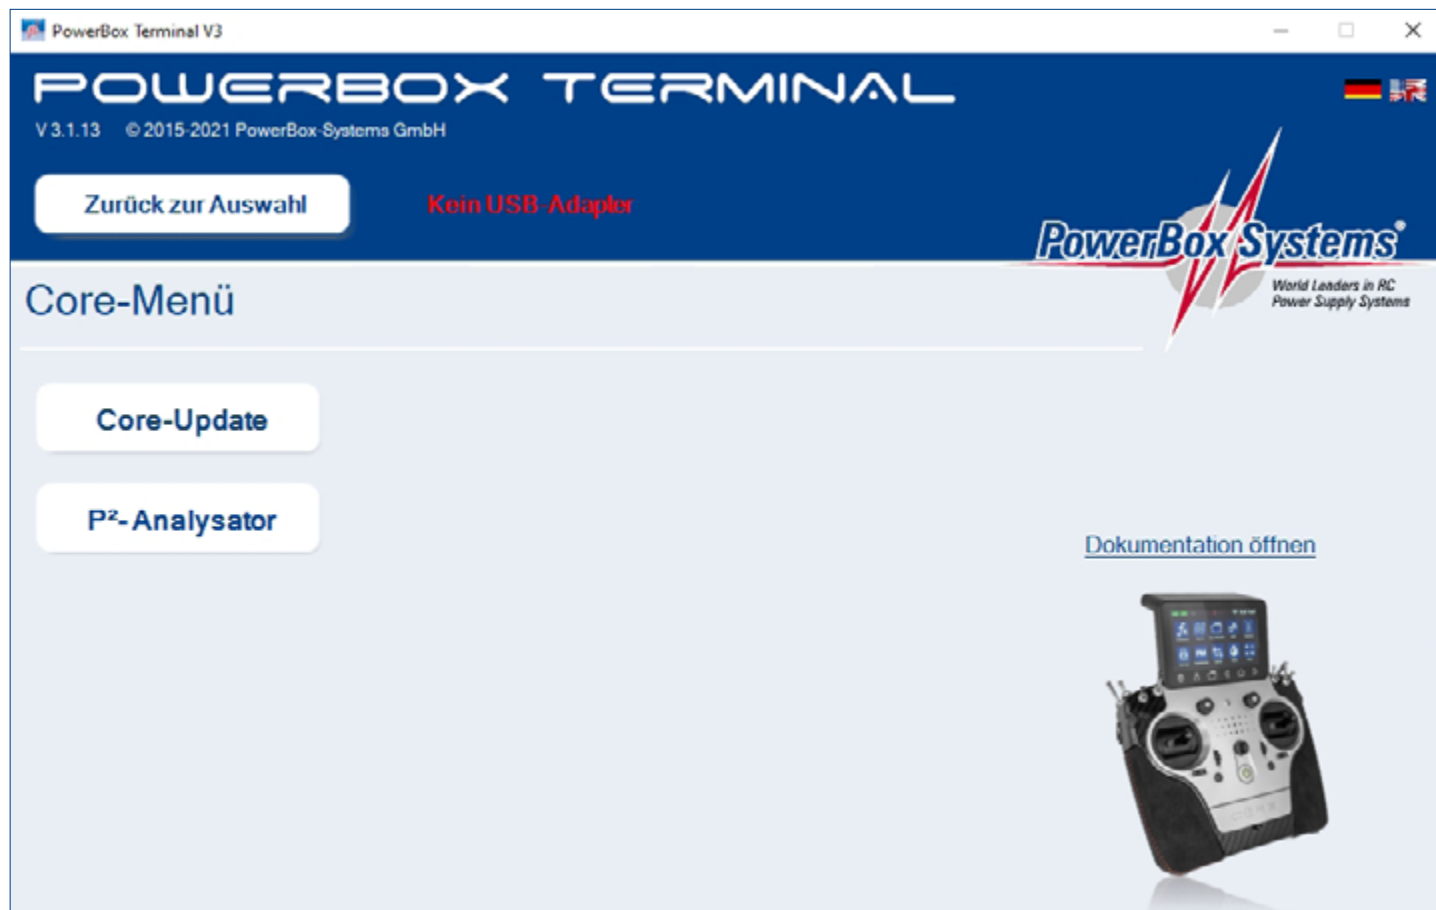 PowerBox Terminal V3
POWERBOX TERMINAL
V 3.1.13 © 2015-2021 PowerBox-Systems GmbH
Zurück zur Auswahl
Kein USB-Adapter
PowerBox Systems®
World Leaders in RC
Power Supply Systems
Core-Menü
Core-Update
P²-Analysator
Dokumentation öffnen